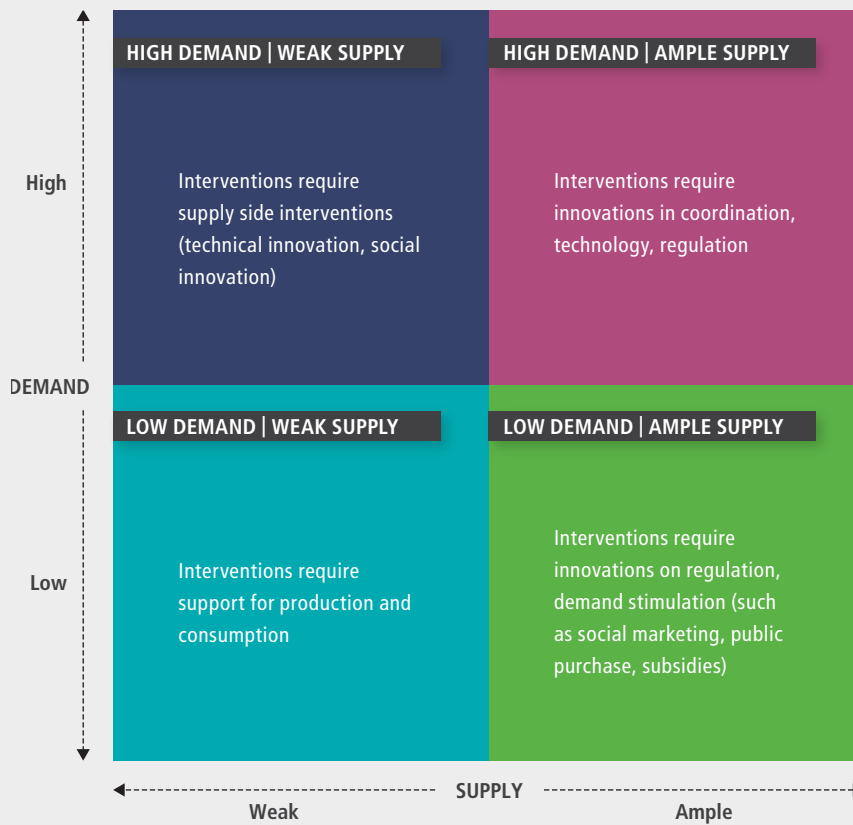 HIGH DEMAND | WEAK SUPPLY
HIGH DEMAND | AMPLE SUPPLY
High
Interventions require
supply side interventions
(technical innovation, social
innovation)
Interventions require
innovations in coordination,
technology, regulation
DEMAND
LOW DEMAND | WEAK SUPPLY
LOW DEMAND | AMPLE SUPPLY
Low
Interventions require
support for production and
consumption
Interventions require
innovations on regulation,
demand stimulation (such
as social marketing, public
purchase, subsidies)
SUPPLY
Weak
Ample